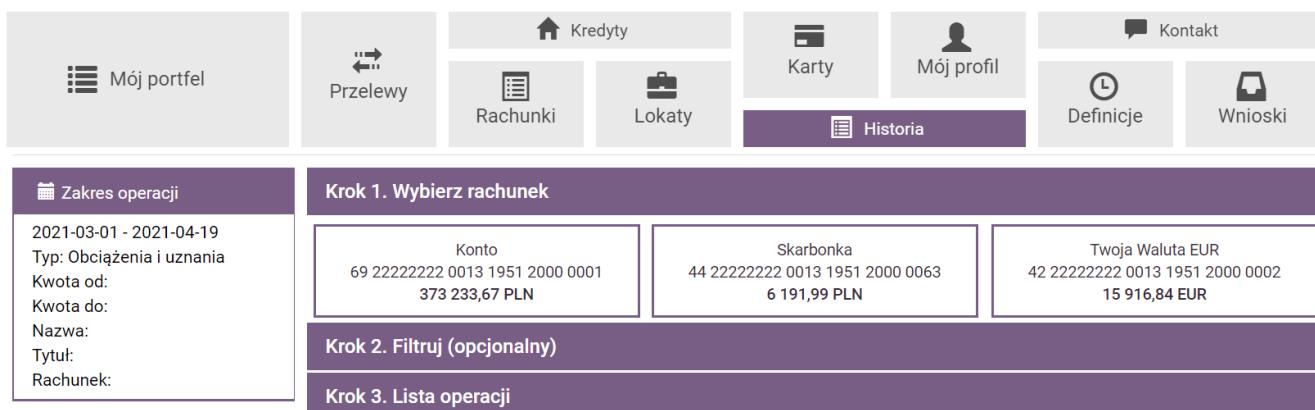 Mój portfel
Przelewy
Kredyty
Rachunki
Lokaty
Karty
Mój profil
Historia
Kontakt
Definicje
Wnioski
Zakres operacji
2021-03-01 - 2021-04-19
Typ: Obciążenia i uznania
Kwota od:
Kwota do:
Nazwa:
Tytuł:
Rachunek:
Krok 1. Wybierz rachunek
Konto
69 22222222 0013 1951 2000 0001
373 233,67 PLN
Skarbonka
44 22222222 0013 1951 2000 0063
6 191,99 PLN
Twoja Waluta EUR
42 22222222 0013 1951 2000 0002
15 916,84 EUR
Krok 2. Filtruj (opcjonalny)
Krok 3. Lista operacji